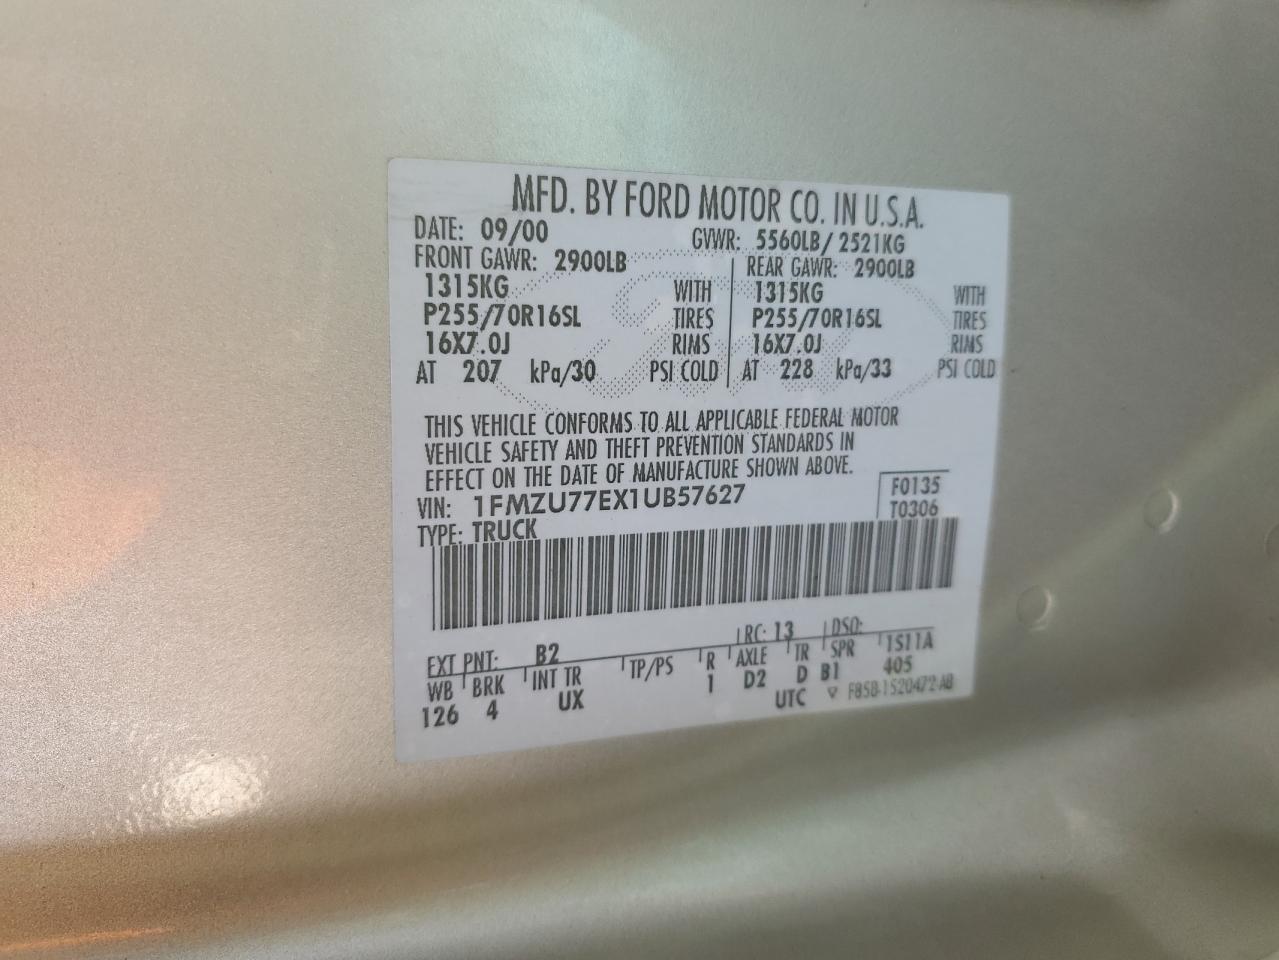 MFD. BY FORD MOTOR CO. IN U.S.A.
DATE: 09/00 GVWR: 5560LB/ 2521KG
FRONT GAWR: 2900LB REAR GAWR: 2900LB
1315KG WITH 1315KG WITH
P255/70R16SL TIRES P255/70R16SL TIRES
16X7.0J RIMS 16X7.0J RIMS
AT 207 kPa/30 PSI COLD AT 228 kPa/33 PSI COLD
THIS VEHICLE CONFORMS TO ALL APPLICABLE FEDERAL MOTOR
VEHICLE SAFETY AND THEFT PREVENTION STANDARDS IN
EFFECT ON THE DATE OF MANUFACTURE SHOWN ABOVE.
VIN: 1FMZU77EX1UB57627 F0135
TYPE: TRUCK T0306
EXT PNT: B2 RC: 13 DSO:
WB BRK INT TR TP/PS R AXLE TR SPR 1S11A
126 4 UX 1 D2 D B1 405
UTC ▽ F85B-1520472-AB